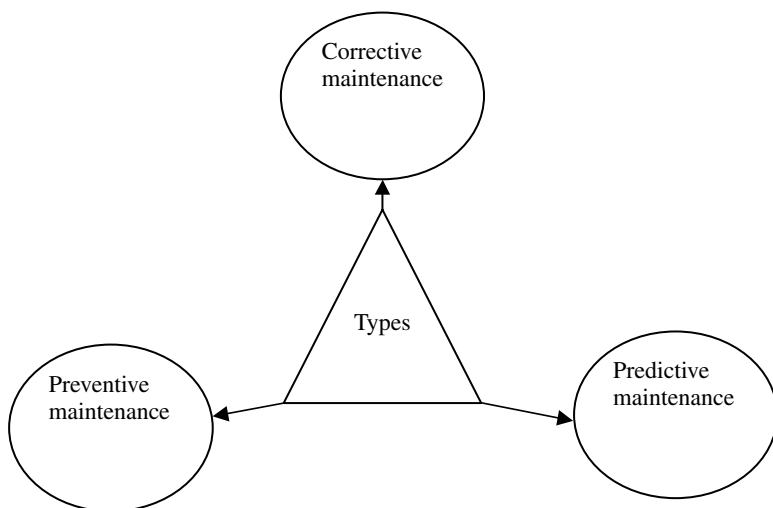 Corrective
maintenance
Types
Preventive
maintenance
Predictive
maintenance